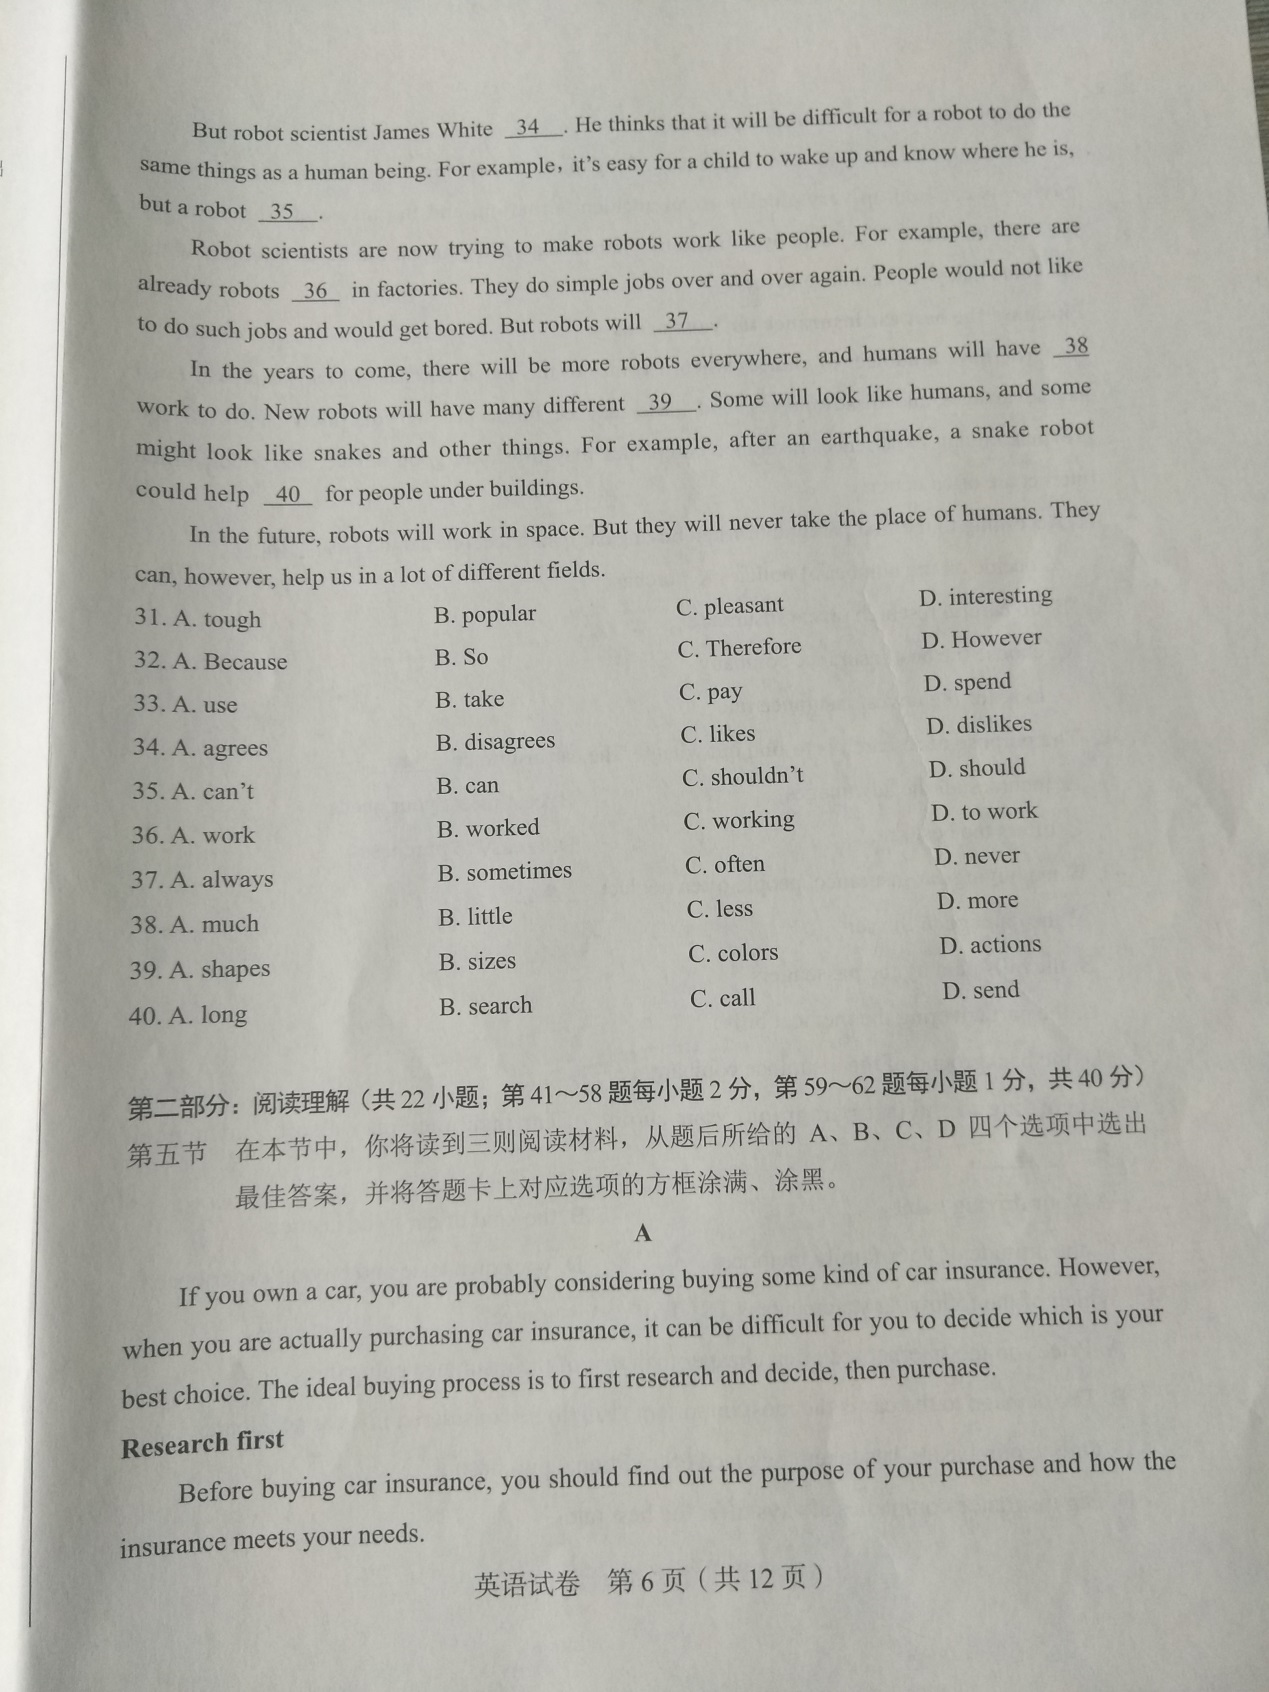 But robot scientist James White 34 . He thinks that it will be difficult for a robot to do the
same things as a human being. For example, it's easy for a child to wake up and know where he is,
but a robot 35 .
Robot scientists are now trying to make robots work like people. For example, there are
already robots 36 in factories. They do simple jobs over and over again. People would not like
to do such jobs and would get bored. But robots will 37 .
In the years to come, there will be more robots everywhere, and humans will have 38
work to do. New robots will have many different 39 . Some will look like humans, and some
might look like snakes and other things. For example, after an earthquake, a snake robot
could help 40 for people under buildings.
In the future, robots will work in space. But they will never take the place of humans. They
can, however, help us in a lot of different fields.
31. A. tough B. popular C. pleasant D. interesting
32. A. Because B. So C. Therefore D. However
33. A. use B. take C. pay D. spend
34. A. agrees B. disagrees C. likes D. dislikes
35. A. can't B. can C. shouldn't D. should
36. A. work B. worked C. working D. to work
37. A. always B. sometimes C. often D. never
38. A. much B. little C. less D. more
39. A. shapes B. sizes C. colors D. actions
40. A. long B. search C. call D. send
第二部分：阅读理解（共 22 小题；第 41～58 题每小题 2 分，第 59～62 题每小题 1 分，共 40 分）
第五节 在本节中，你将读到三则阅读材料，从题后所给的 A、B、C、D 四个选项中选出
最佳答案，并将答题卡上对应选项的方框涂满、涂黑。
A
If you own a car, you are probably considering buying some kind of car insurance. However,
when you are actually purchasing car insurance, it can be difficult for you to decide which is your
best choice. The ideal buying process is to first research and decide, then purchase.
Research first
Before buying car insurance, you should find out the purpose of your purchase and how the
insurance meets your needs.
英语试卷 第 6 页（共 12 页）